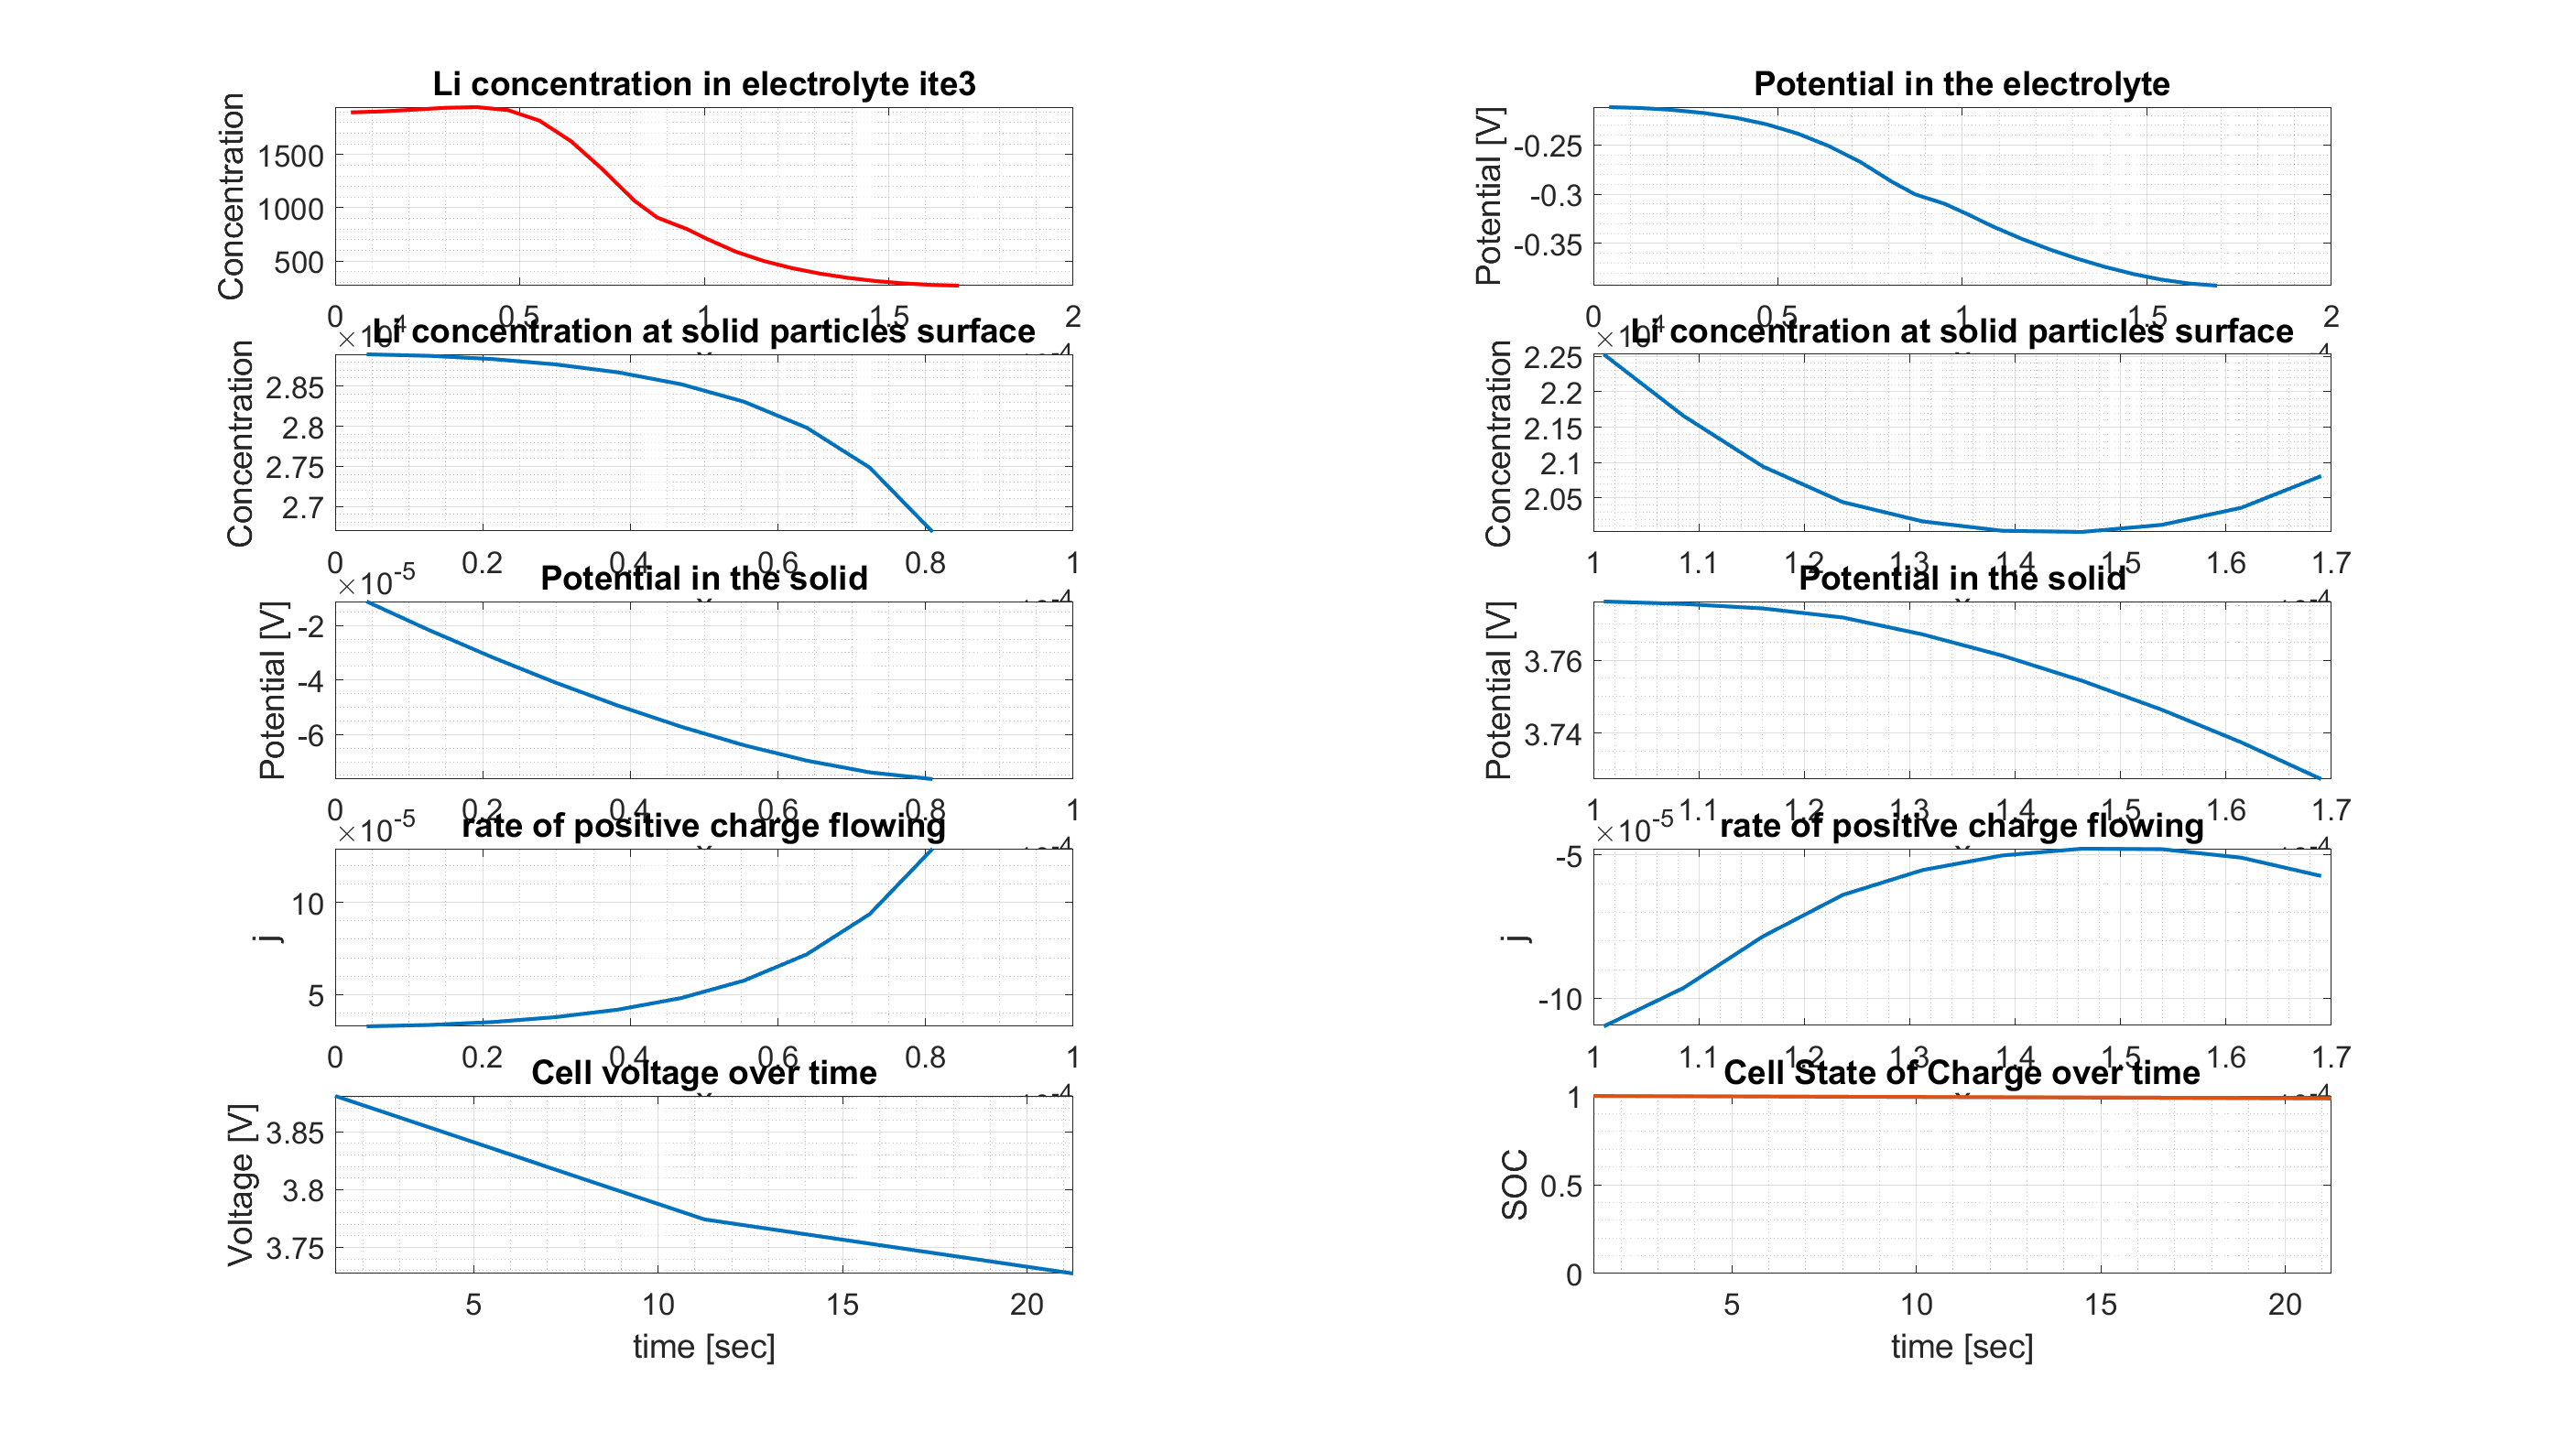 Li concentration in electrolyte ite3
Concentration
1500
1000
500
0 0.5 1 1.5 2
Potential in the electrolyte
Potential [V]
-0.25
-0.3
-0.35
0 0.5 1 1.5 2
Li concentration at solid particles surface
×10^4
Concentration
2.85
2.8
2.75
2.7
0 0.2 0.4 0.6 0.8 1
Li concentration at solid particles surface
×10^4
Concentration
2.25
2.2
2.15
2.1
2.05
1 1.1 1.2 1.3 1.4 1.5 1.6 1.7
Potential in the solid
×10^-5
Potential [V]
-2
-4
-6
0 0.2 0.4 0.6 0.8 1
Potential in the solid
Potential [V]
3.76
3.74
1 1.1 1.2 1.3 1.4 1.5 1.6 1.7
rate of positive charge flowing
×10^-5
j
10
5
0 0.2 0.4 0.6 0.8 1
rate of positive charge flowing
×10^-5
j
-5
-10
1 1.1 1.2 1.3 1.4 1.5 1.6 1.7
Cell voltage over time
Voltage [V]
3.85
3.8
3.75
5 10 15 20
time [sec]
Cell State of Charge over time
SOC
1
0.5
0
5 10 15 20
time [sec]